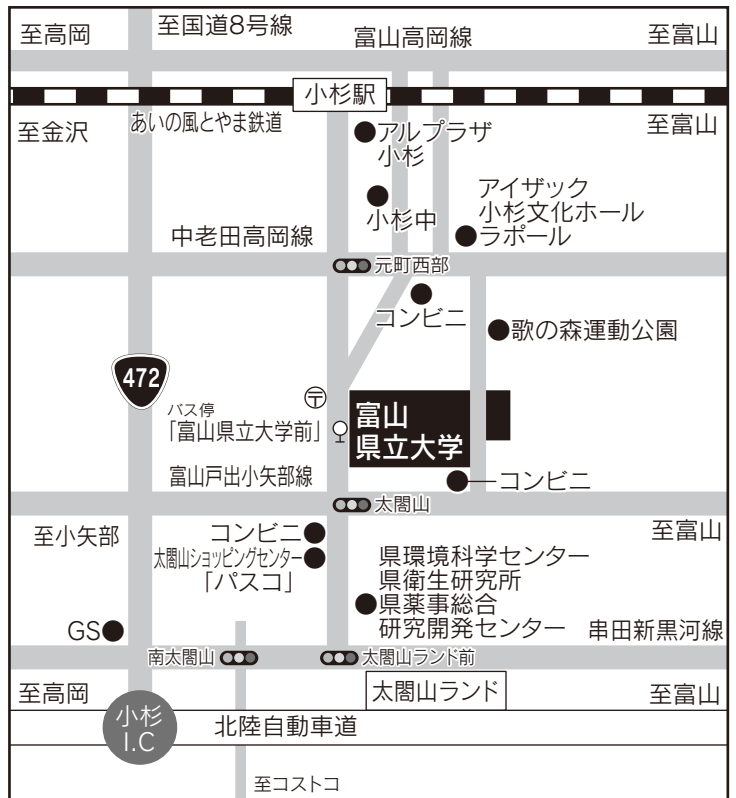 至高岡
至国道8号線
富山高岡線
至富山
小杉駅
至金沢
あいの風とやま鉄道
至富山
アルプラザ
小杉
小杉中
アイザック
小杉文化ホール
ラポール
中老田高岡線
元町西部
コンビニ
歌の森運動公園
472
〒
バス停
「富山県立大学前」
富山
県立大学
富山戸出小矢部線
コンビニ
太閤山
至小矢部
至富山
コンビニ
太閤山ショッピングセンター
「パスコ」
県環境科学センター
県衛生研究所
県薬事総合
研究開発センター
GS
串田新黒河線
南太閤山
太閤山ランド前
至高岡
太閤山ランド
至富山
小杉
I.C
北陸自動車道
至コストコ